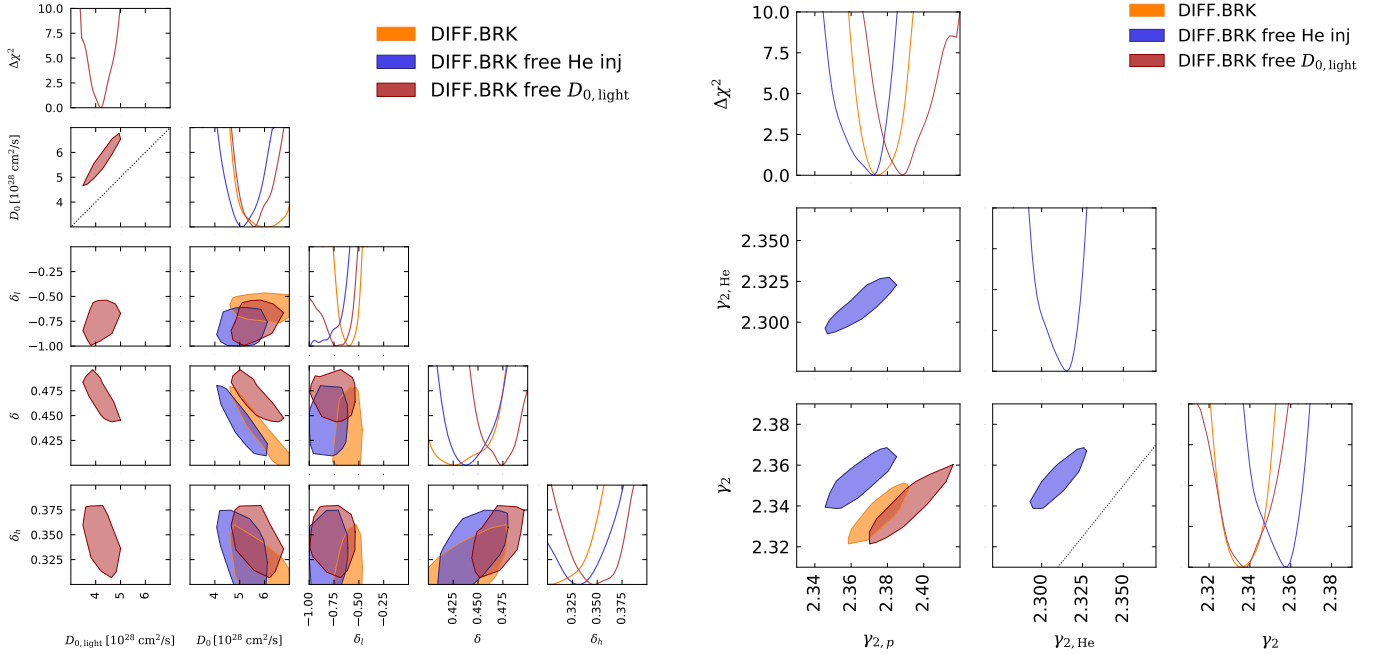 10.0
7.5
5.0
2.5
0.0
Δχ²
DIFF.BRK
DIFF.BRK free He inj
DIFF.BRK free D₀,light
6
5
4
D₀ [10²⁸ cm²/s]
−0.25
−0.50
−0.75
−1.00
δₗ
0.475
0.450
0.425
δ
0.375
0.350
0.325
δₕ
4 5 6
4 5 6
−1.00 −0.75 −0.50 −0.25
0.425 0.450 0.475
0.325 0.350 0.375
D₀,light [10²⁸ cm²/s] D₀ [10²⁸ cm²/s] δₗ δ δₕ
DIFF.BRK
DIFF.BRK free He inj
DIFF.BRK free D₀,light
10.0
7.5
5.0
2.5
0.0
Δχ²
2.350
2.325
2.300
γ₂,He
2.38
2.36
2.34
2.32
γ₂
2.34 2.36 2.38 2.40
2.300 2.325 2.350
2.32 2.34 2.36 2.38
γ₂,p γ₂,He γ₂